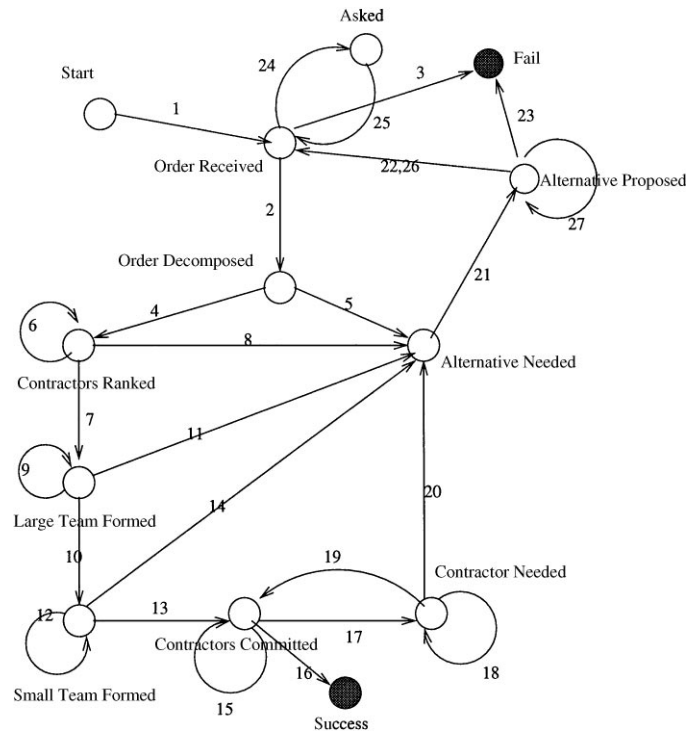 Asked
Start
24
3
Fail
1
25
23
Order Received
22,26
Alternative Proposed
27
2
Order Decomposed
21
4
5
6
8
Contractors Ranked
Alternative Needed
7
11
9
14
20
Large Team Formed
10
19
Contractor Needed
12
13
17
Contractors Committed
18
16
Small Team Formed
15
Success